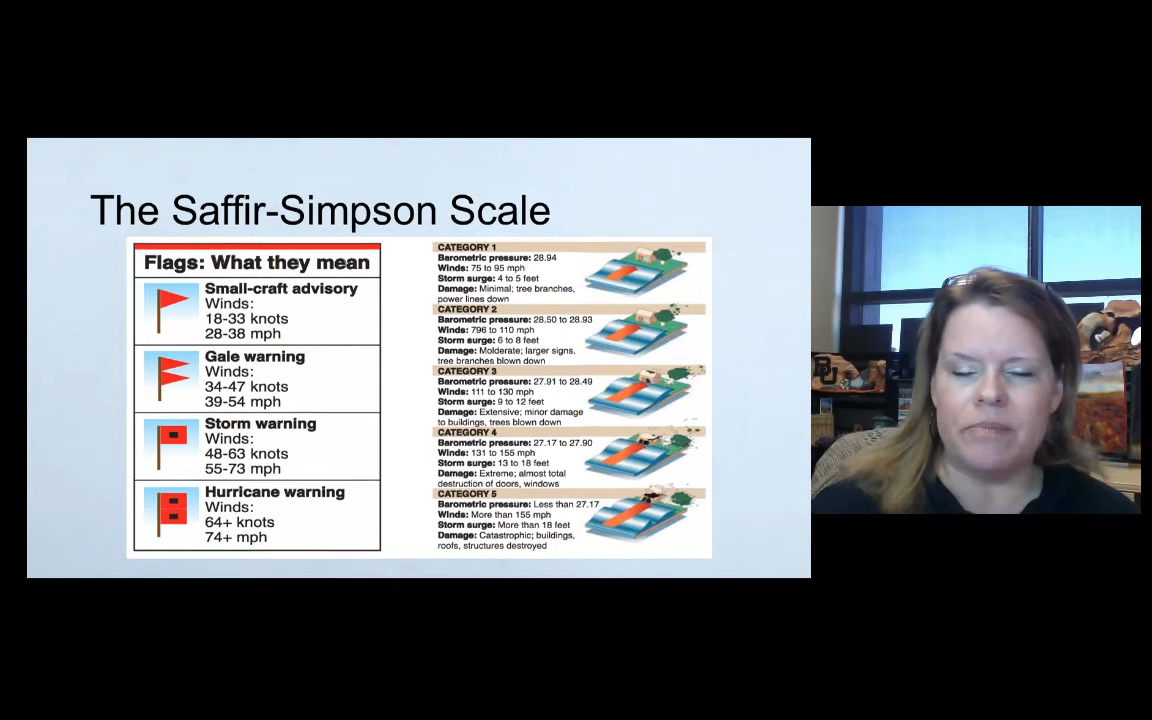 The Saffir-Simpson Scale
Flags: What they mean
Small-craft advisory
Winds:
18-33 knots
28-38 mph
Gale warning
Winds:
34-47 knots
39-54 mph
Storm warning
Winds:
48-63 knots
55-73 mph
Hurricane warning
Winds:
64+ knots
74+ mph
CATEGORY 1
Barometric pressure: 28.94
Winds: 75 to 95 mph
Storm surge: 4 to 5 feet
Damage: Minimal; tree branches,
power lines down
CATEGORY 2
Barometric pressure: 28.50 to 28.93
Winds: 796 to 110 mph
Storm surge: 6 to 8 feet
Damage: Molderate; larger signs,
tree branches blown down
CATEGORY 3
Barometric pressure: 27.91 to 28.49
Winds: 111 to 130 mph
Storm surge: 9 to 12 feet
Damage: Extensive; minor damage
to buildings, trees blown down
CATEGORY 4
Barometric pressure: 27.17 to 27.90
Winds: 131 to 155 mph
Storm surge: 13 to 18 feet
Damage: Extreme; almost total
destruction of doors, windows
CATEGORY 5
Barometric pressure: Less than 27.17
Winds: More than 155 mph
Storm surge: More than 18 feet
Damage: Catastrophic; buildings,
roofs, structures destroyed
BU